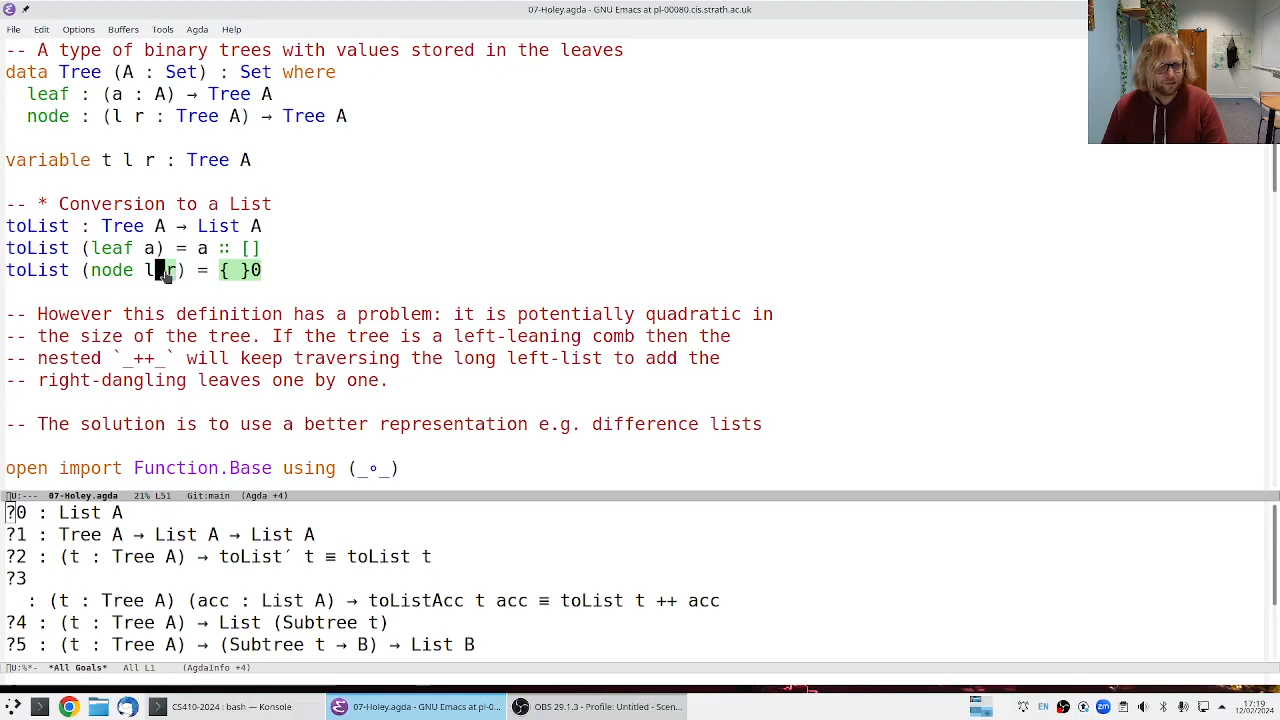 07-Holey.agda - GNU Emacs at pl-00080.cis.strath.ac.uk
File Edit Options Buffers Tools Agda Help
-- A type of binary trees with values stored in the leaves
data Tree (A : Set) : Set where
leaf : (a : A) → Tree A
node : (l r : Tree A) → Tree A
variable t l r : Tree A
-- * Conversion to a List
toList : Tree A → List A
toList (leaf a) = a ∷ []
toList (node l r) = { }0
-- However this definition has a problem: it is potentially quadratic in
-- the size of the tree. If the tree is a left-leaning comb then the
-- nested `_++_` will keep traversing the long left-list to add the
-- right-dangling leaves one by one.
-- The solution is to use a better representation e.g. difference lists
open import Function.Base using (_∘_)
U:--- 07-Holey.agda 21% L51 Git:main (Agda +4)
?0 : List A
?1 : Tree A → List A → List A
?2 : (t : Tree A) → toList′ t ≡ toList t
?3
: (t : Tree A) (acc : List A) → toListAcc t acc ≡ toList t ++ acc
?4 : (t : Tree A) → List (Subtree t)
?5 : (t : Tree A) → (Subtree t → B) → List B
U:%*- *All Goals* All L1 (AgdaInfo +4)
CS410-2024 : bash — Kon... 07-Holey.agda - GNU Emacs at pl-0... OBS 29.1.3 - Profile: Untitled - Scen... EN zm 17:19
12/02/2024